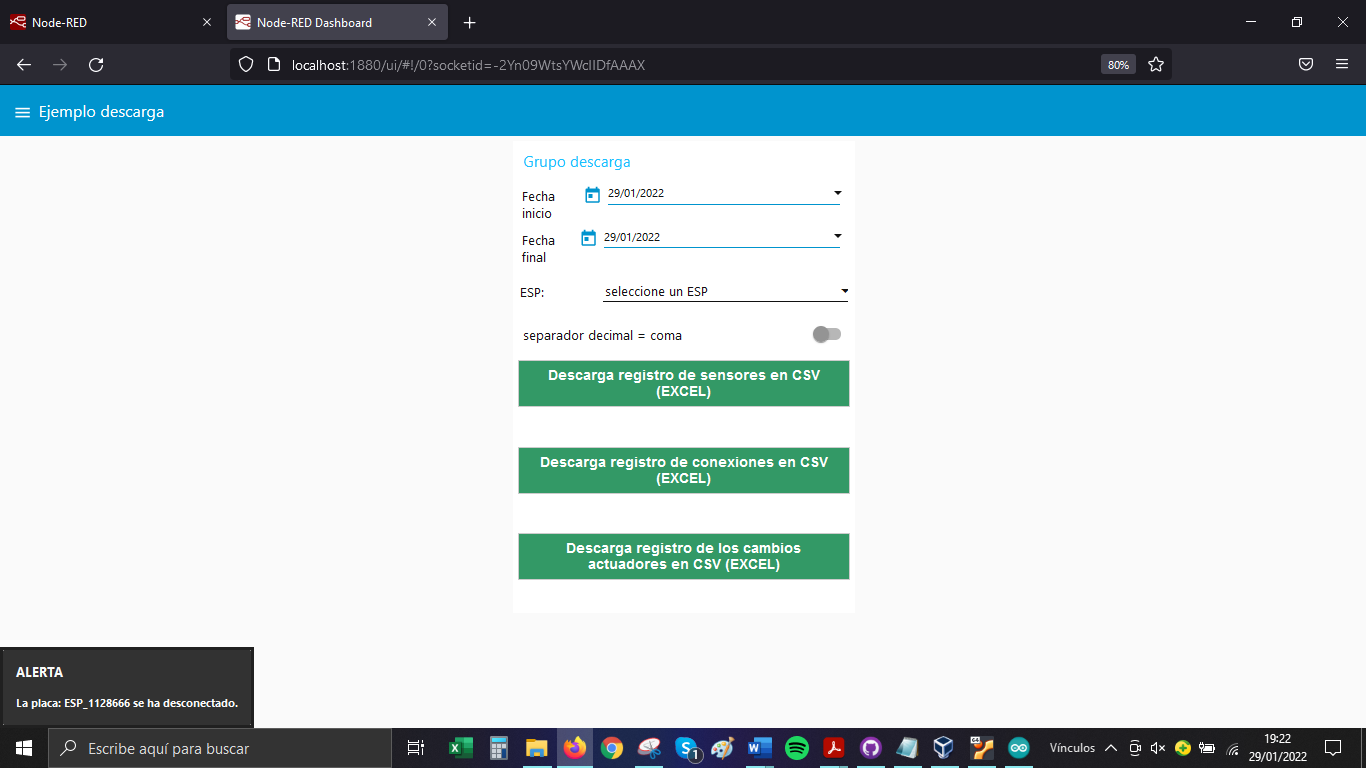 Node-RED
Node-RED Dashboard
localhost:1880/ui/#!/0?socketid=-2Yn09WtsYWcIIDfAAAX
80%
Ejemplo descarga
Grupo descarga
Fecha
inicio
29/01/2022
Fecha
final
29/01/2022
ESP:
seleccione un ESP
separador decimal = coma
Descarga registro de sensores en CSV
(EXCEL)
Descarga registro de conexiones en CSV
(EXCEL)
Descarga registro de los cambios
actuadores en CSV (EXCEL)
ALERTA
La placa: ESP_1128666 se ha desconectado.
Escribe aquí para buscar
1
64
Vínculos
19:22
29/01/2022